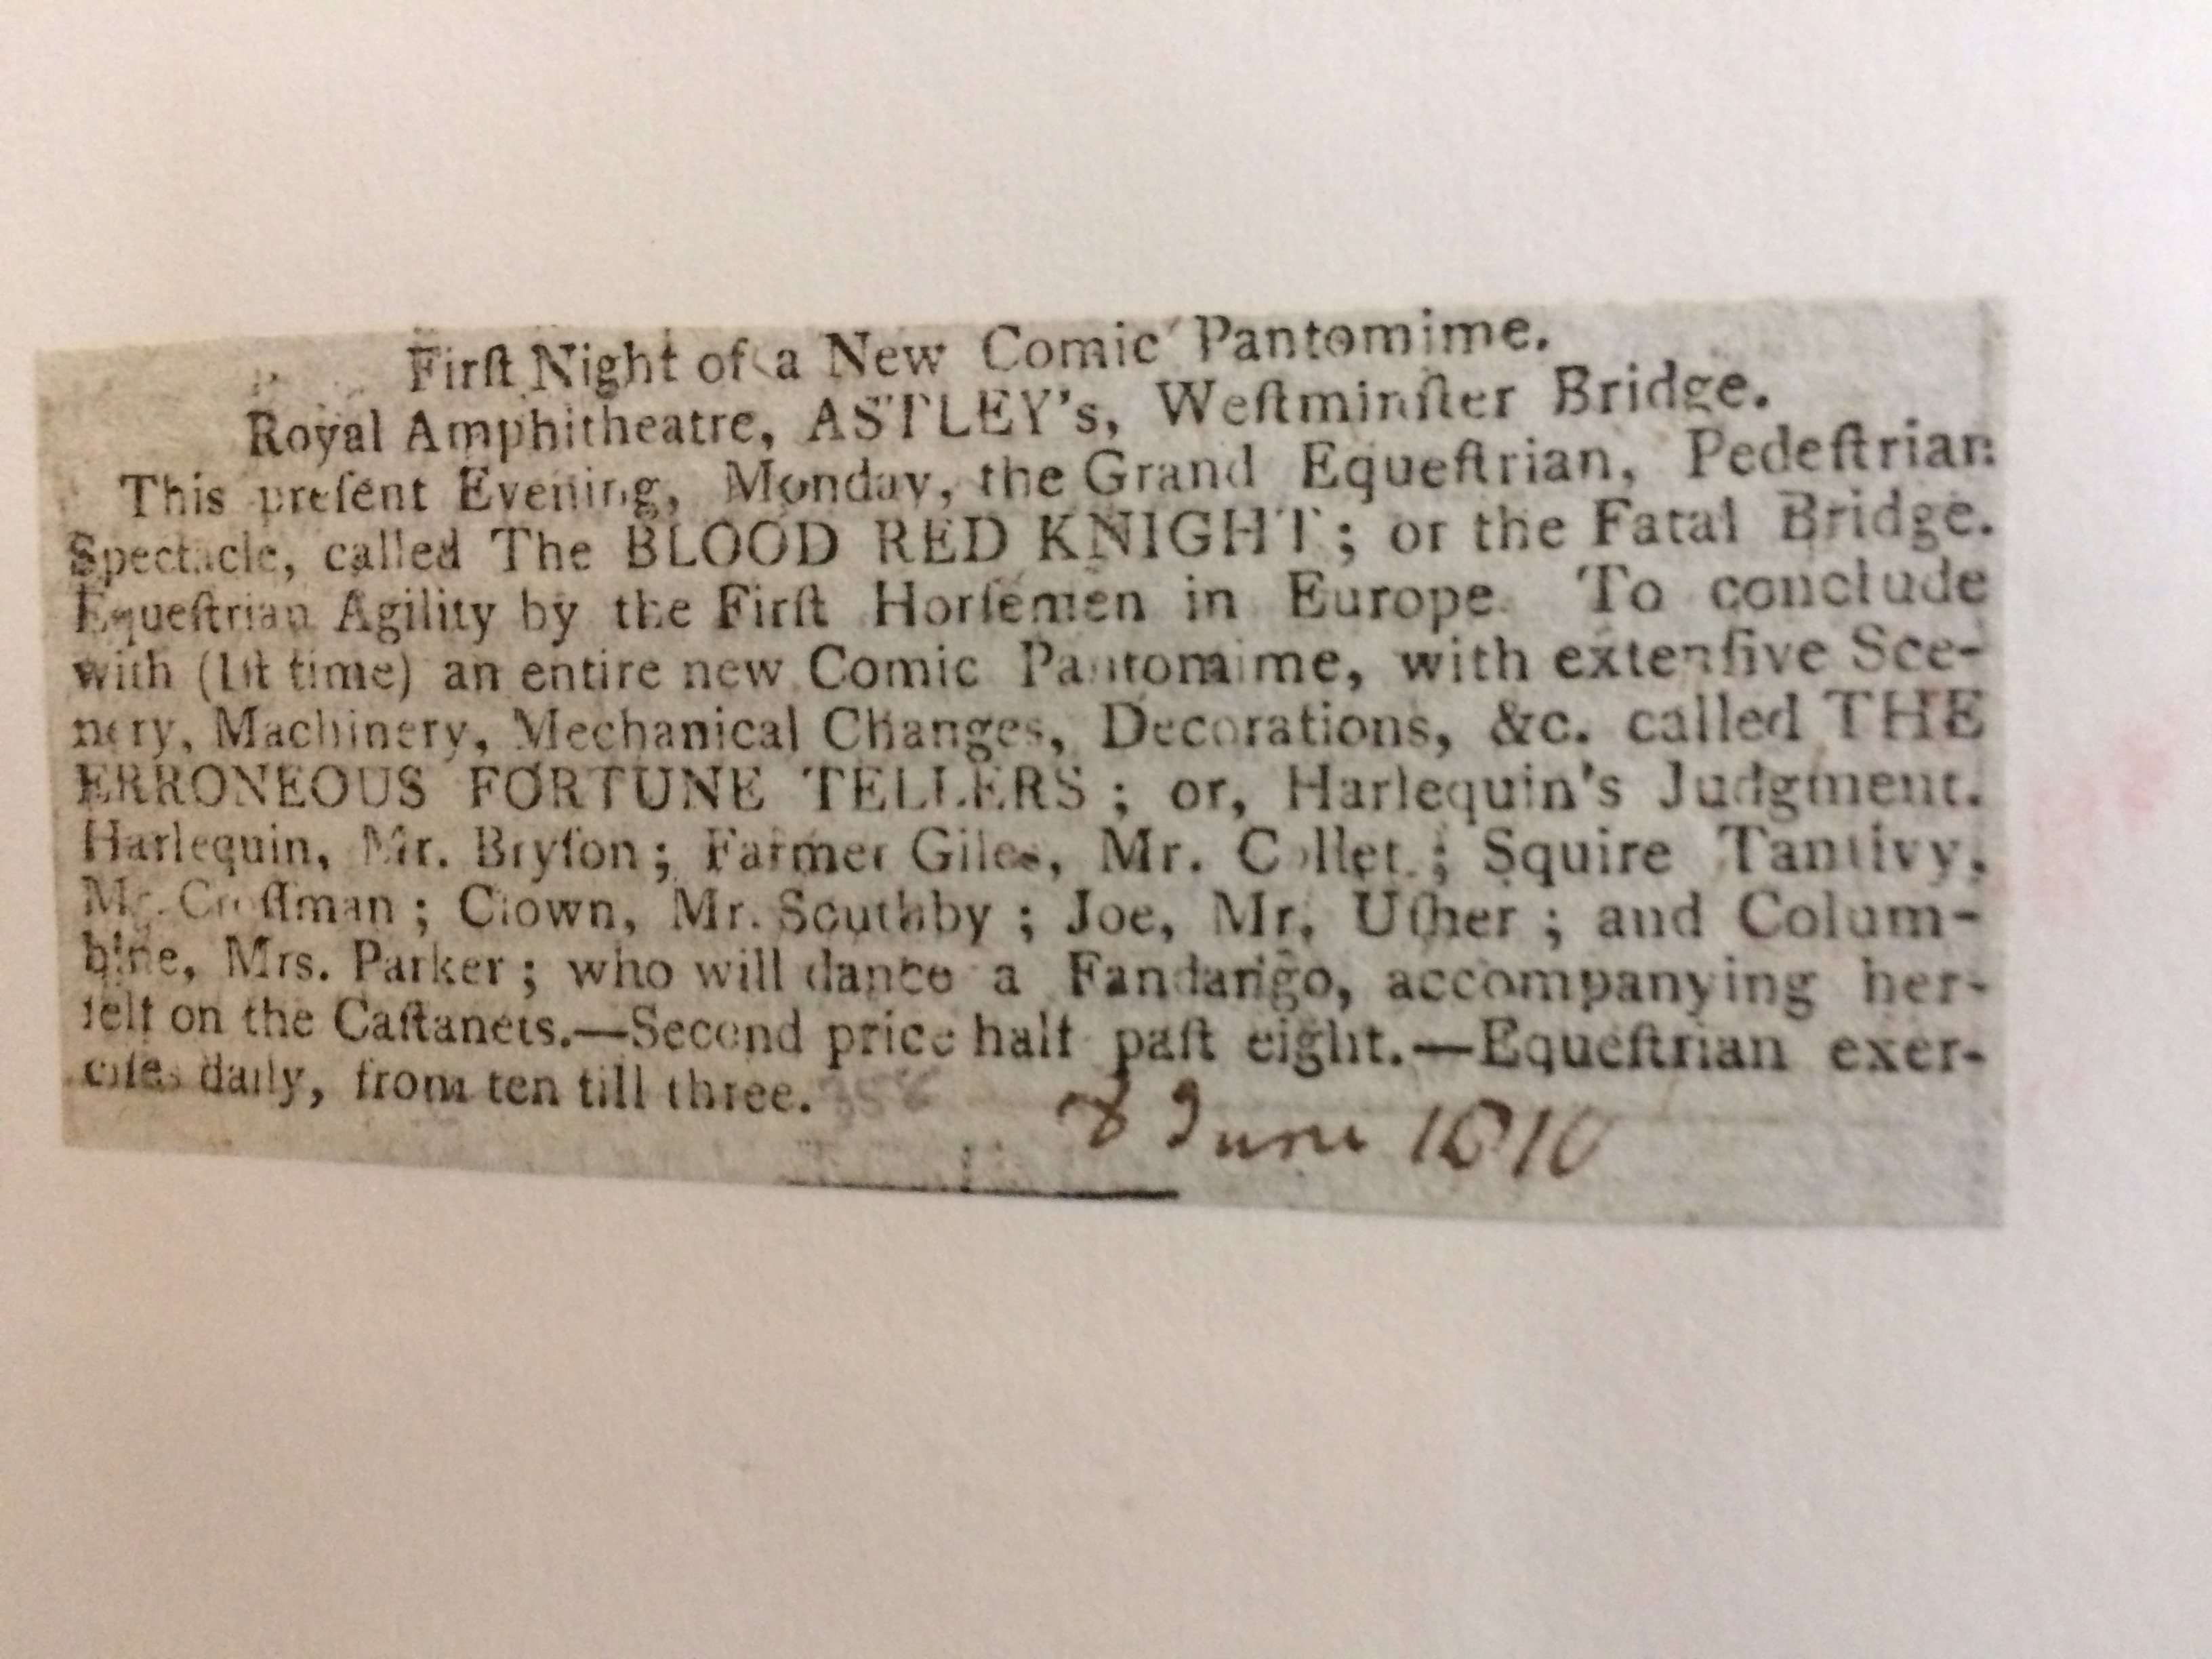 Firſt Night of a New Comic Pantomime.
Royal Amphitheatre, ASTLEY's, Weſtminſter Bridge.
This preſent Evening, Monday, the Grand Equeſtrian, Pedeſtrian
Spectacle, called The BLOOD RED KNIGHT; or the Fatal Bridge.
Equeſtrian Agility by the Firſt Horſemen in Europe. To conclude
with (1ſt time) an entire new Comic Pantomime, with extenſive Sce-
nery, Machinery, Mechanical Changes, Decorations, &c. called THE
ERRONEOUS FORTUNE TELLERS; or, Harlequin's Judgment.
Harlequin, Mr. Bryſon; Farmer Giles, Mr. Collet; Squire Tantivy,
Mr. Croſſman; Clown, Mr. Southby; Joe, Mr. Uſher; and Colum-
bine, Mrs. Parker; who will dance a Fandango, accompanying her-
ſelf on the Caſtanets.—Second price half paſt eight.—Equeſtrian exer-
ciſes daily, from ten till three.
8 June 1810